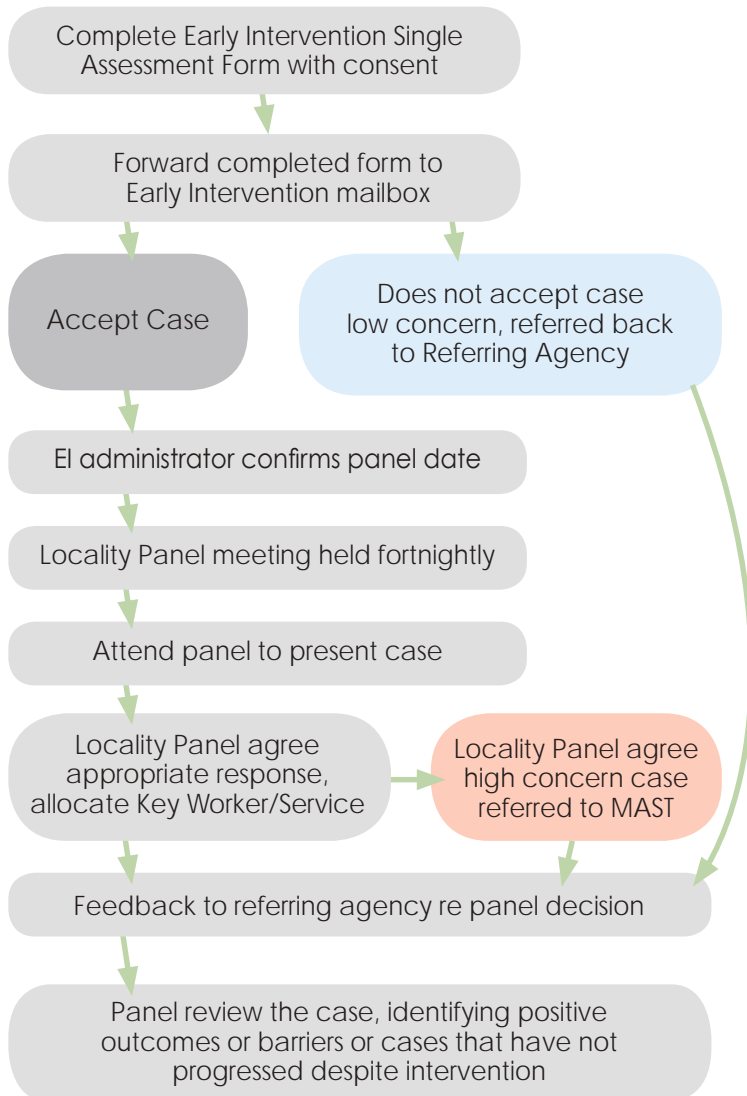 Complete Early Intervention Single
Assessment Form with consent
Forward completed form to
Early Intervention mailbox
Accept Case
Does not accept case
low concern, referred back
to Referring Agency
EI administrator confirms panel date
Locality Panel meeting held fortnightly
Attend panel to present case
Locality Panel agree
appropriate response,
allocate Key Worker/Service
Locality Panel agree
high concern case
referred to MAST
Feedback to referring agency re panel decision
Panel review the case, identifying positive
outcomes or barriers or cases that have not
progressed despite intervention